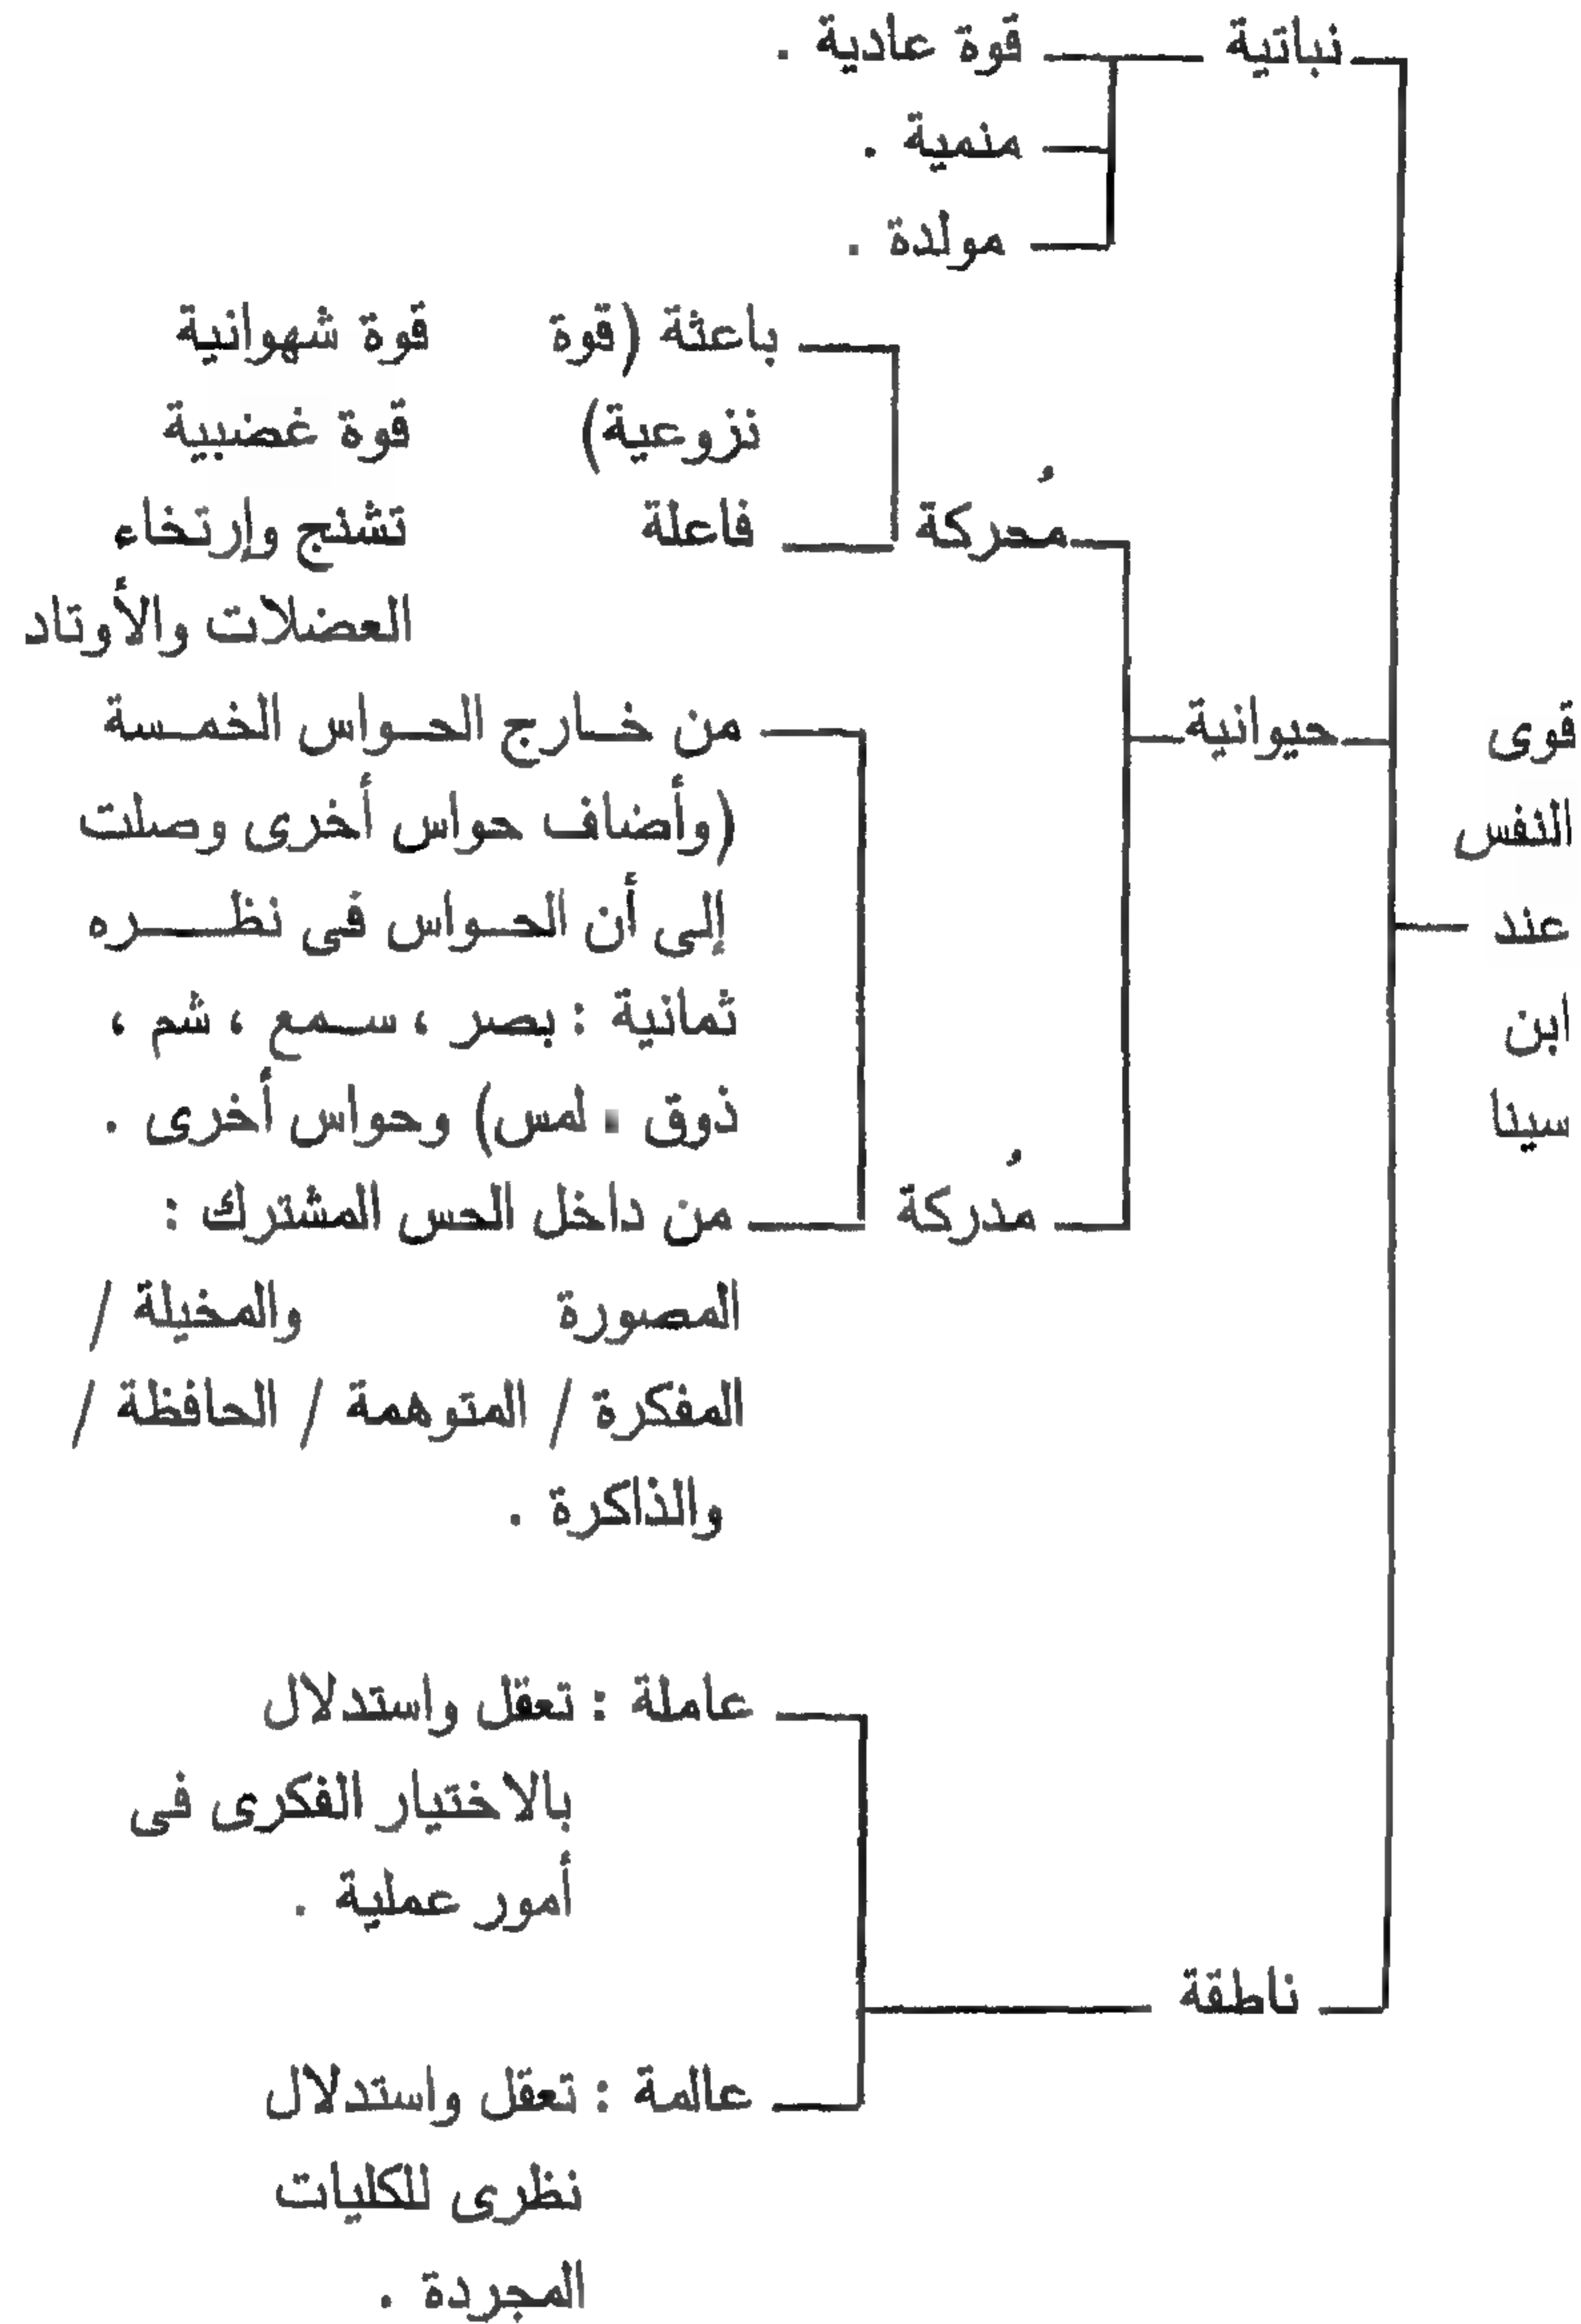 قوى
النفس
عند
ابن
سينا
نباتية
قوة عادية .
منمية .
مولدة .
حيوانية
مُحركة
باعثة (قوة
نزوعية)
قوة شهوانية
قوة غضبية
فاعلة
تشنج وإرتخاء
العضلات والأوتاد
مُدركة
من خارج الحواس الخمسة
(وأضاف حواس أخرى وصلت
إلى أن الحواس فى نظره
ثمانية : بصر ، سمع ، شم ،
ذوق ، لمس) وحواس أخرى .
من داخل الحس المشترك :
المصورة والمخيلة /
المفكرة / المتوهمة / الحافظة /
والذاكرة .
ناطقة
عاملة : تعقل واستدلال
بالاختيار الفكرى فى
أمور عملية .
عالمة : تعقل واستدلال
نظرى للكليات
المجردة .